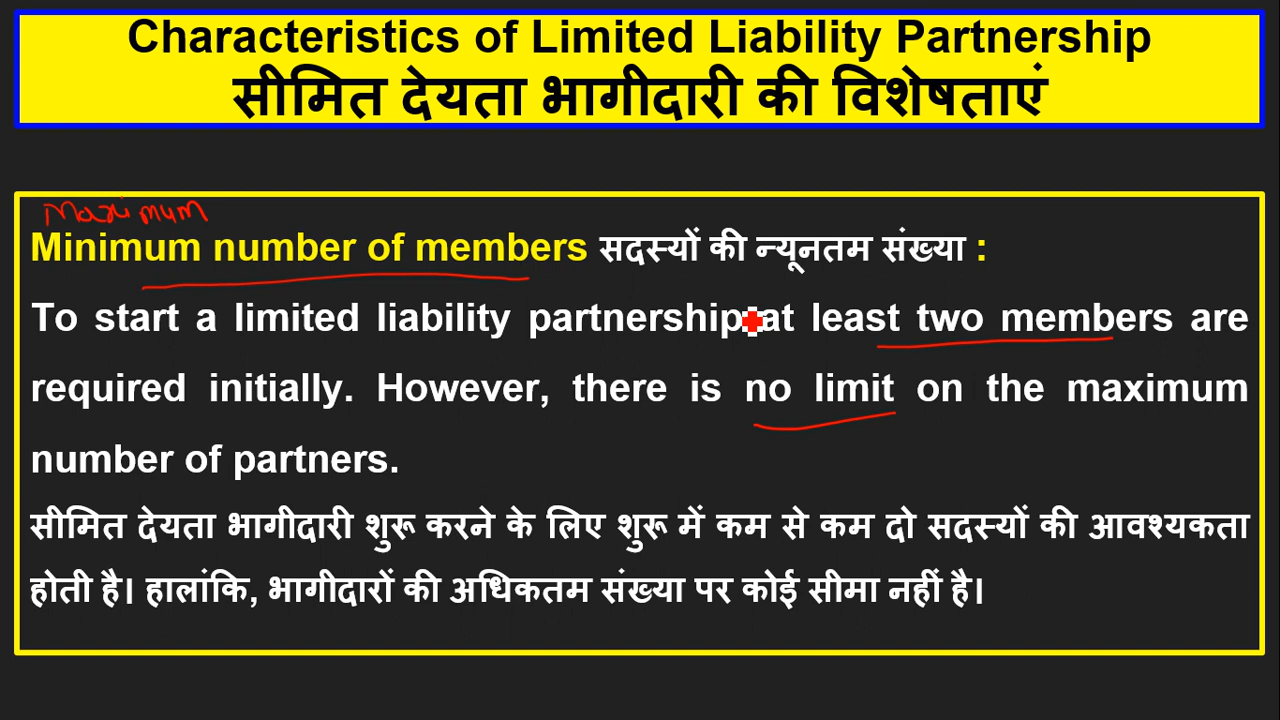 Characteristics of Limited Liability Partnership
सीमित देयता भागीदारी की विशेषताएं
Maximum
Minimum number of members सदस्यों की न्यूनतम संख्या :
To start a limited liability partnership at least two members are
required initially. However, there is no limit on the maximum
number of partners.
सीमित देयता भागीदारी शुरू करने के लिए शुरू में कम से कम दो सदस्यों की आवश्यकता
होती है। हालांकि, भागीदारों की अधिकतम संख्या पर कोई सीमा नहीं है।